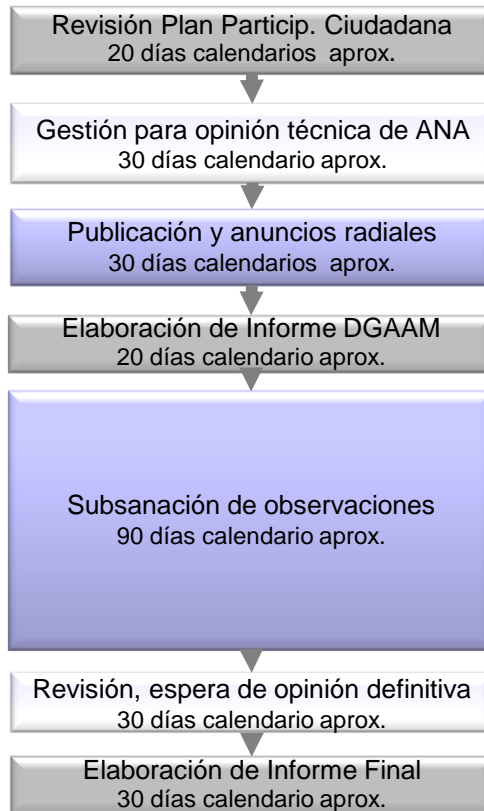 Revisión Plan Particip. Ciudadana
20 días calendarios aprox.
Gestión para opinión técnica de ANA
30 días calendario aprox.
Publicación y anuncios radiales
30 días calendarios aprox.
Elaboración de Informe DGAAM
20 días calendario aprox.
Subsanación de observaciones
90 días calendario aprox.
Revisión, espera de opinión definitiva
30 días calendario aprox.
Elaboración de Informe Final
30 días calendario aprox.